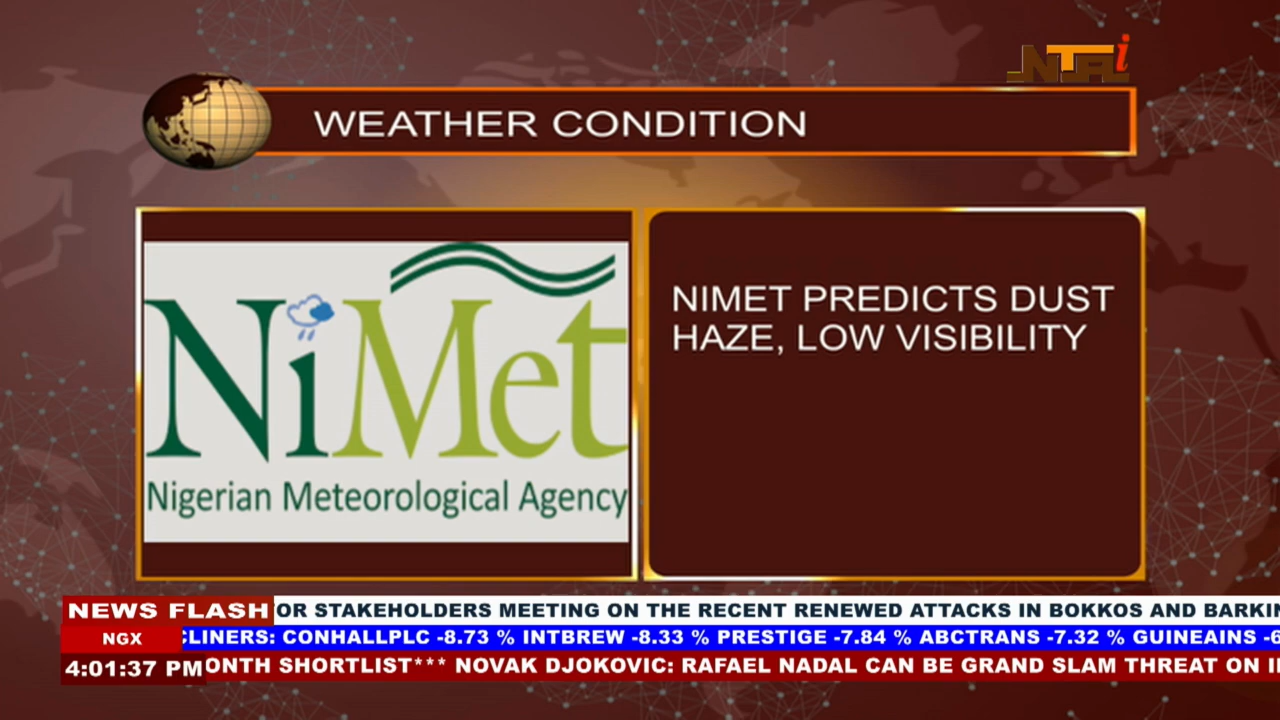 NTAi
WEATHER CONDITION
NiMet
Nigerian Meteorological Agency
NIMET PREDICTS DUST
HAZE, LOW VISIBILITY
NEWS FLASH
OR STAKEHOLDERS MEETING ON THE RECENT RENEWED ATTACKS IN BOKKOS AND BARKIN
NGX
CLINERS: CONHALLPLC -8.73 % INTBREW -8.33 % PRESTIGE -7.84 % ABCTRANS -7.32 % GUINEAINS -6
4:01:37 PM
ONTH SHORTLIST*** NOVAK DJOKOVIC: RAFAEL NADAL CAN BE GRAND SLAM THREAT ON